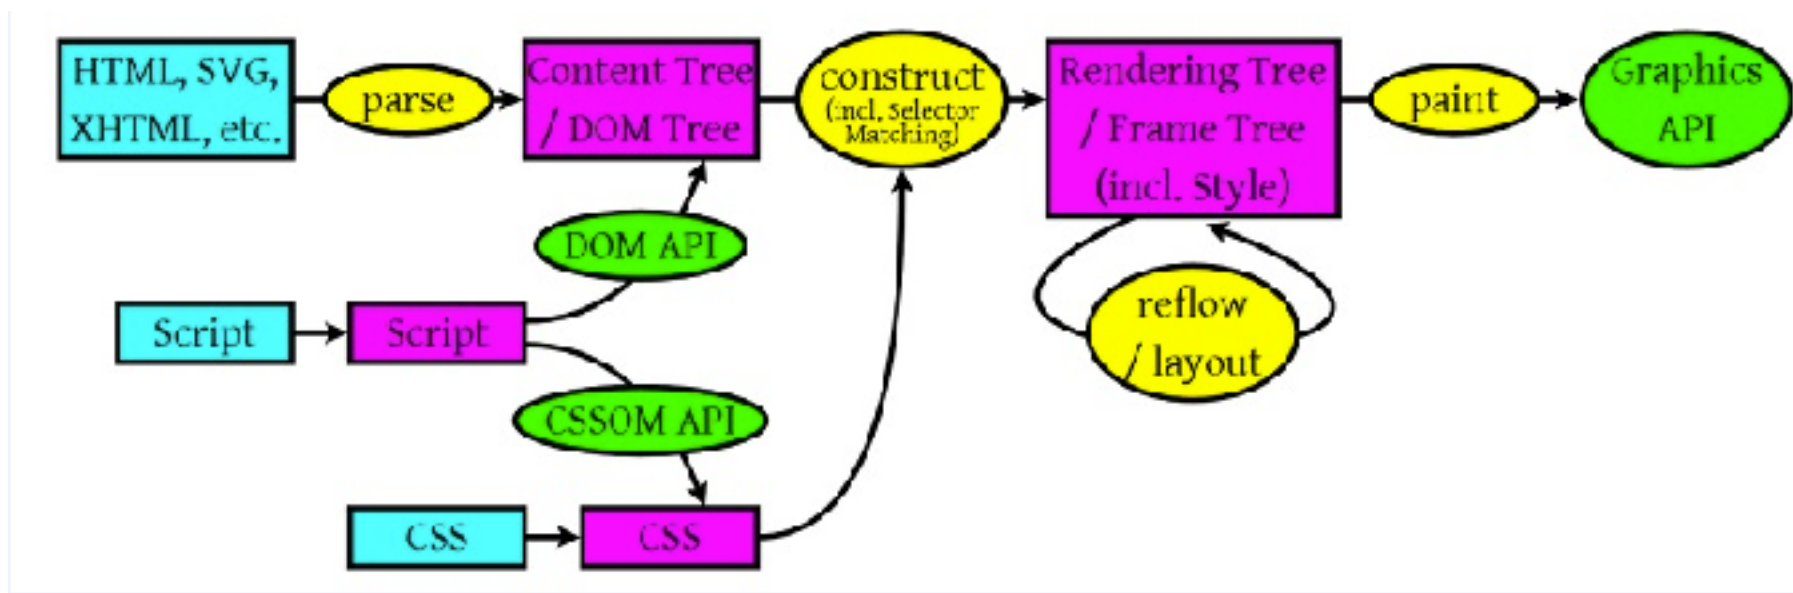 HTML, SVG,
XHTML, etc.
parse
Content Tree
/ DOM Tree
construct
(incl. Selector
Matching)
Rendering Tree
/ Frame Tree
(incl. Style)
paint
Graphics
API
DOM API
Script
Script
reflow
/ layout
CSSOM API
CSS
CSS